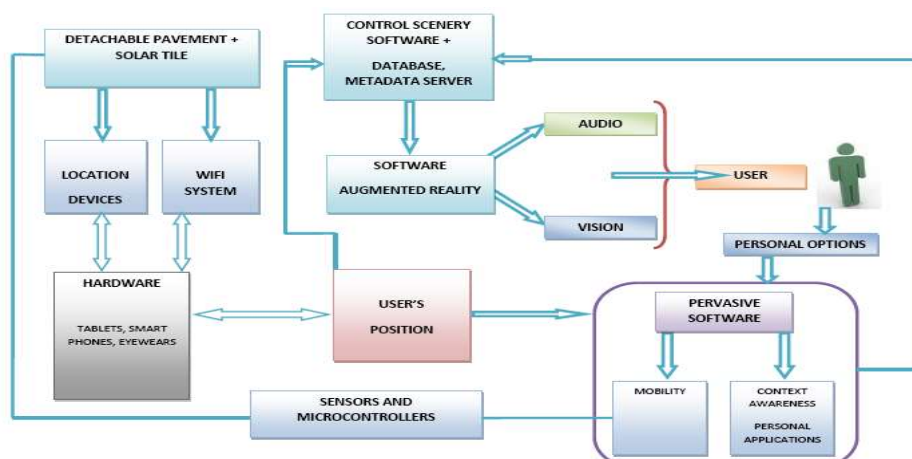 DETACHABLE PAVEMENT +
SOLAR TILE
CONTROL SCENERY
SOFTWARE +
DATABASE,
METADATA SERVER
LOCATION
DEVICES
WIFI
SYSTEM
SOFTWARE
AUGMENTED REALITY
AUDIO
VISION
USER
PERSONAL OPTIONS
HARDWARE
TABLETS, SMART
PHONES, EYEWEARS
USER'S
POSITION
PERVASIVE
SOFTWARE
MOBILITY
CONTEXT
AWARENESS
PERSONAL
APPLICATIONS
SENSORS AND
MICROCONTROLLERS